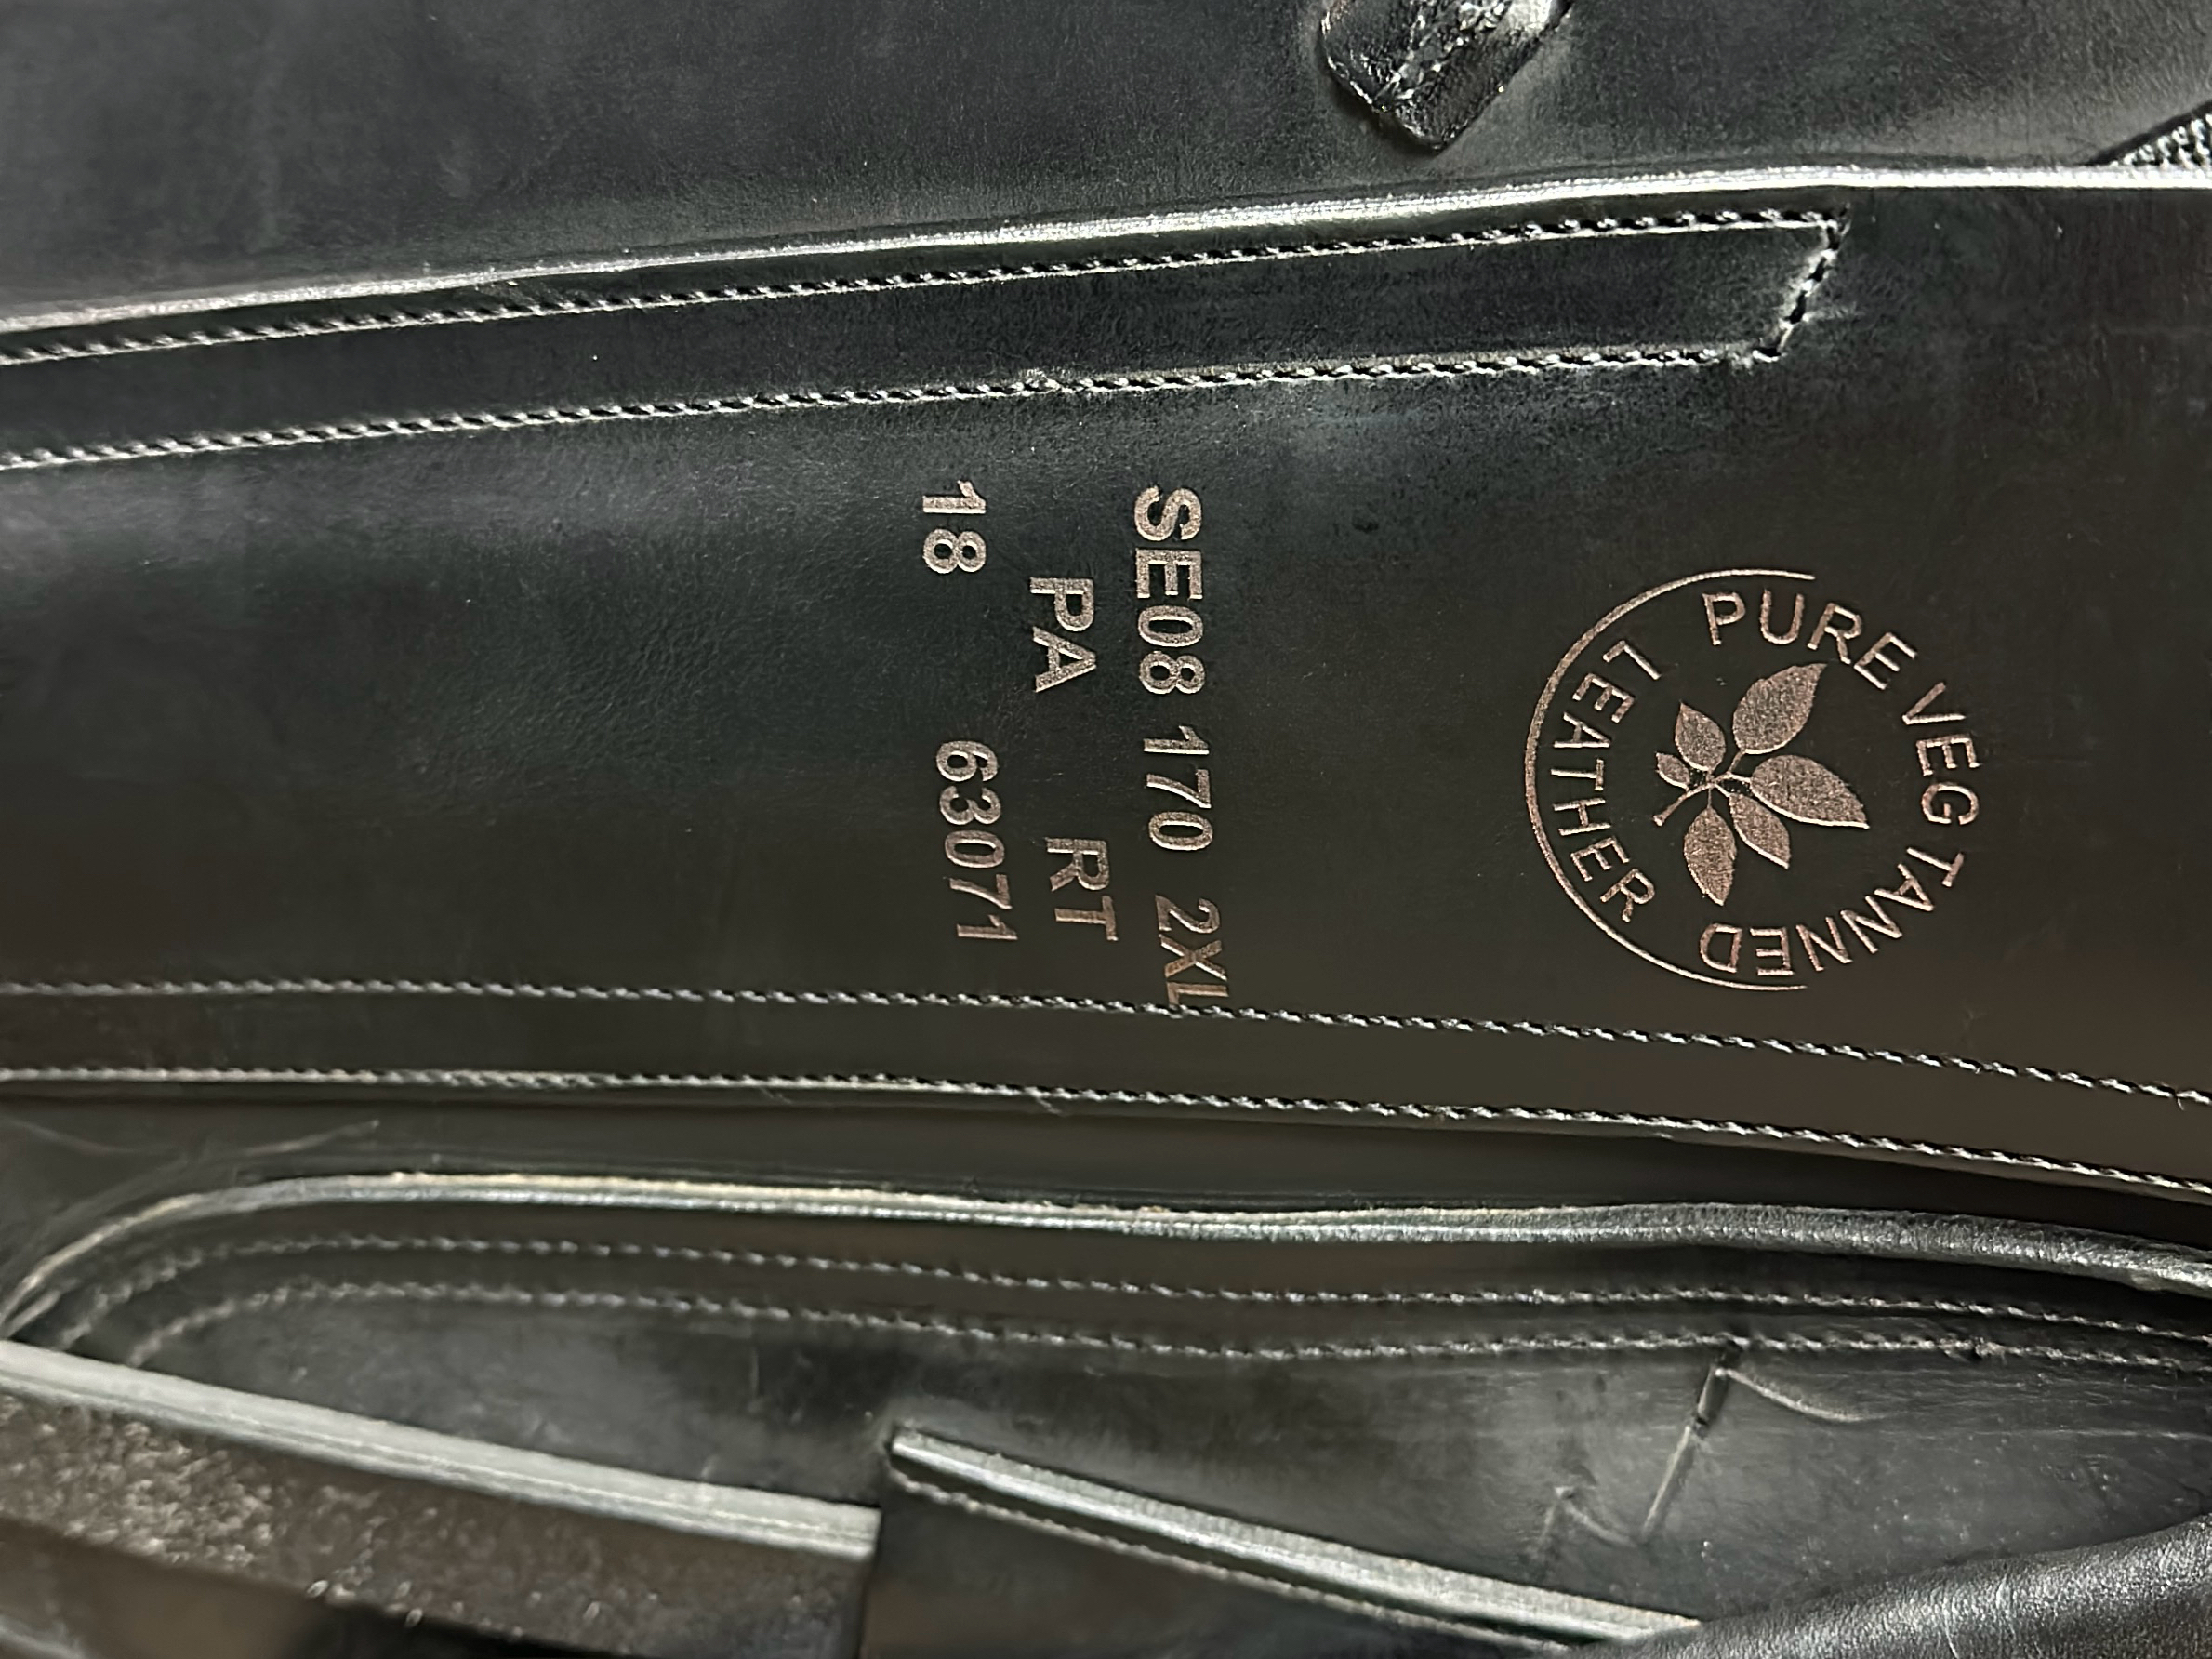 PURE VEG TANNED
LEATHER
SE08 170 2XL
PA RT
18 63071